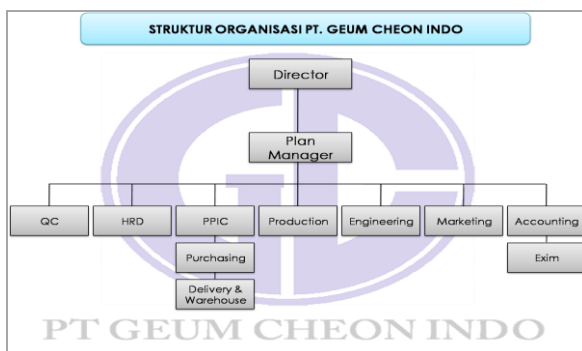 STRUKTUR ORGANISASI PT. GEUM CHEON INDO
Director
Plan
Manager
QC
HRD
PPIC
Production
Engineering
Marketing
Accounting
Purchasing
Exim
Delivery &
Warehouse
PT GEUM CHEON INDO